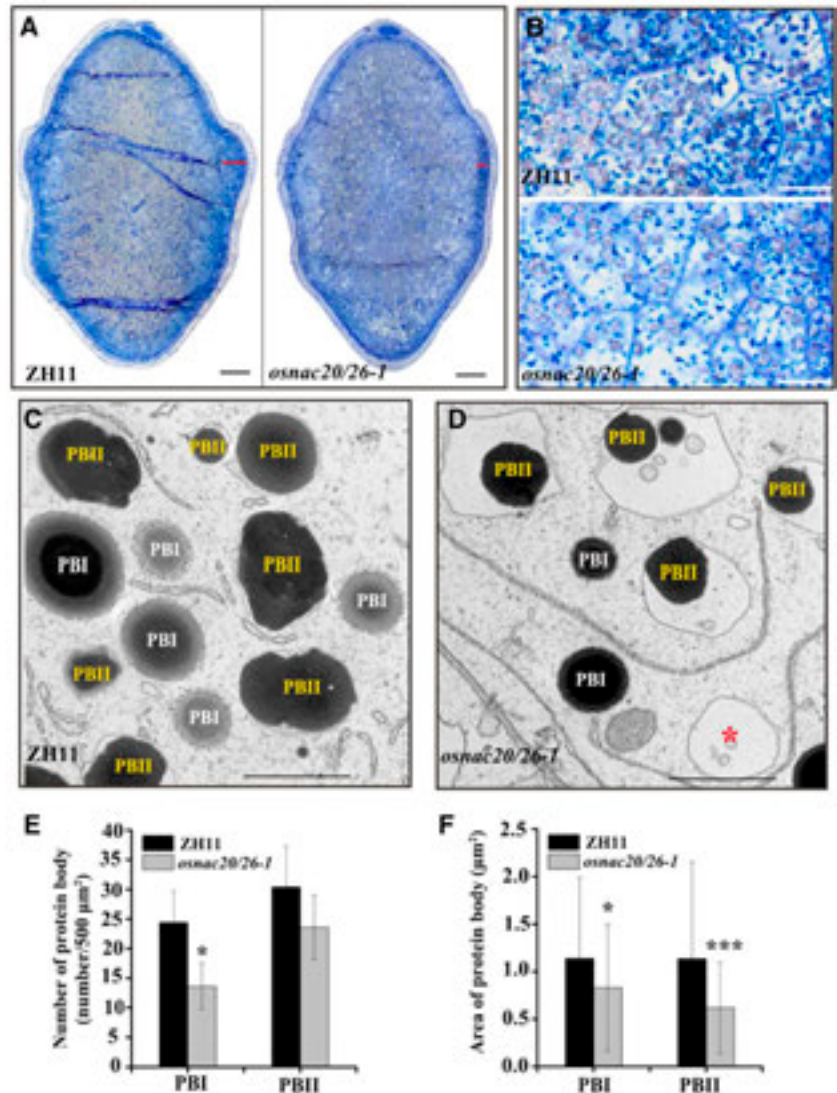 A
B
ZH11
osnac20/26-1
ZH11
osnac20/26-1
C
PBII
PBII
PBII
PBI
PBI
PBII
PBI
PBI
PBII
PBII
PBI
PBII
ZH11
D
PBII
PBII
PBII
PBI
PBII
PBI
*
osnac20/26-1
E
Number of protein body
(number/500 μm²)
40
35
30
25
20
15
10
5
0
ZH11
osnac20/26-1
*
PBI
PBII
F
Area of protein body (μm²)
2.5
2.0
1.5
1.0
0.5
0.0
ZH11
osnac20/26-1
*
***
PBI
PBII